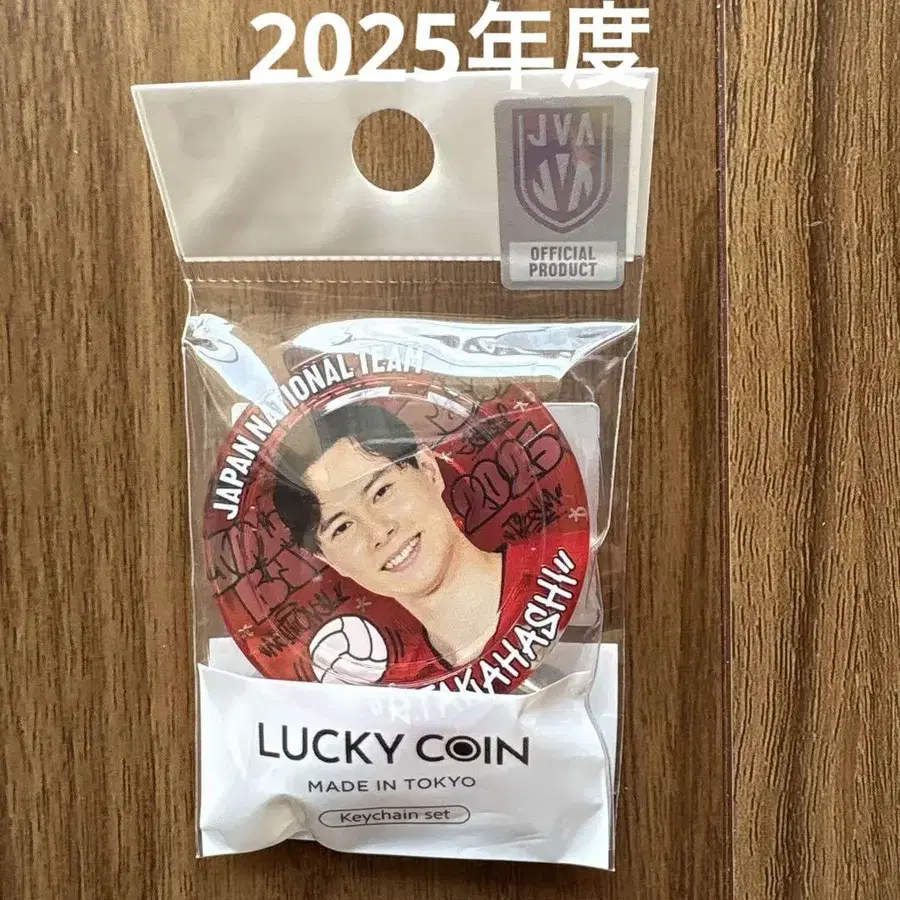 2025年度
JVA
OFFICIAL
PRODUCT
JAPAN NATIONAL TEAM
2025
"R.TAKAHASHI"
LUCKY COIN
MADE IN TOKYO
Keychain set